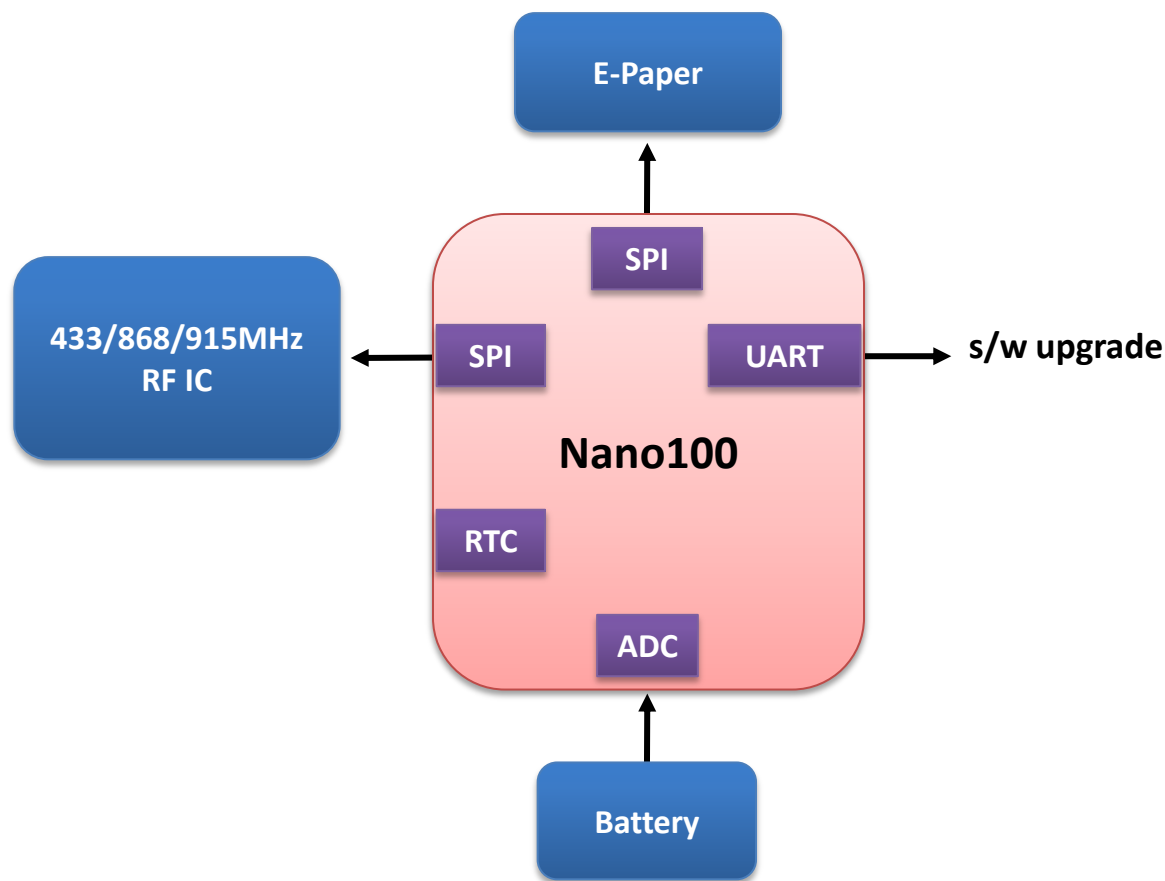 E-Paper
SPI
433/868/915MHz
RF IC
SPI
UART
s/w upgrade
Nano100
RTC
ADC
Battery